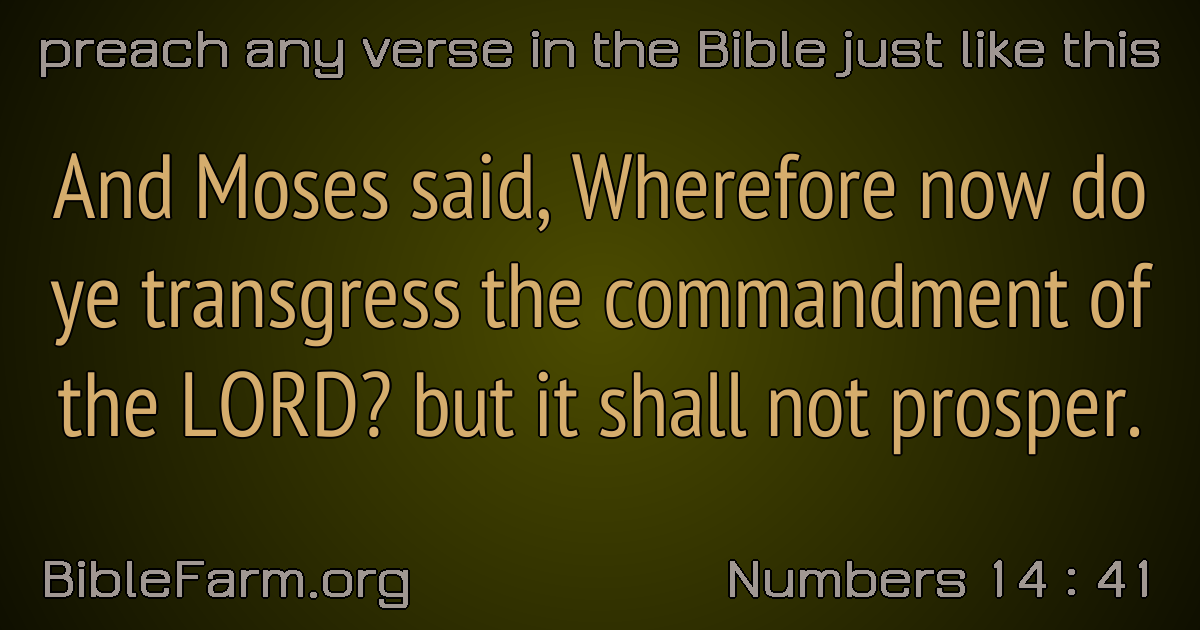 preach any verse in the Bible just like this
And Moses said, Wherefore now do
ye transgress the commandment of
the LORD? but it shall not prosper.
BibleFarm.org
Numbers 14 : 41